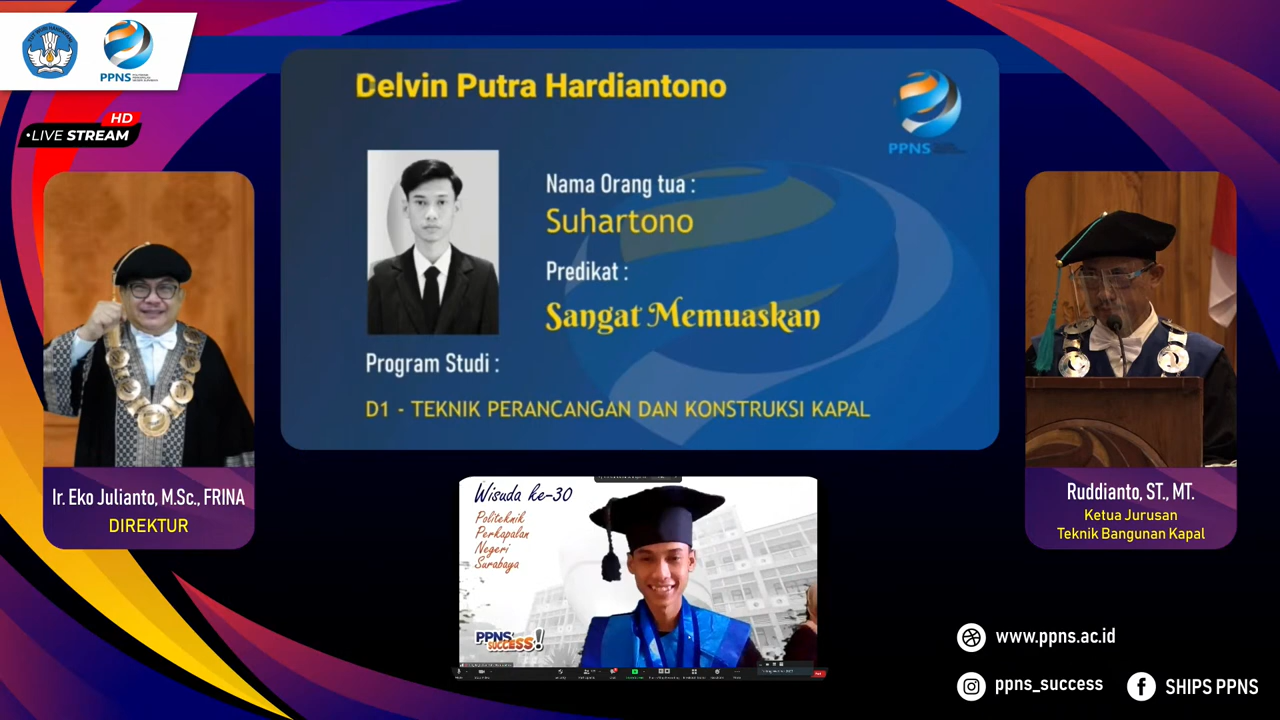 PPNS
HD
•LIVE STREAM
Delvin Putra Hardiantono
PPNS
Nama Orang tua :
Suhartono
Predikat :
Sangat Memuaskan
Program Studi :
D1 - TEKNIK PERANCANGAN DAN KONSTRUKSI KAPAL
Ir. Eko Julianto, M.Sc., FRINA
DIREKTUR
Ruddianto, ST., MT.
Ketua Jurusan
Teknik Bangunan Kapal
Wisuda ke-30
Politeknik
Perkapalan
Negeri
Surabaya
PPNS
SUCCESS!
www.ppns.ac.id
ppns_success
SHIPS PPNS